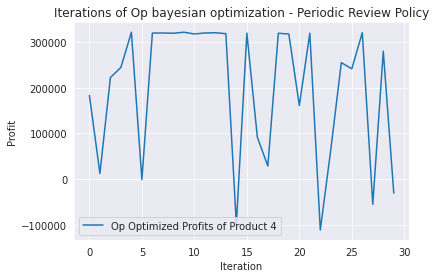 Iterations of Op bayesian optimization - Periodic Review Policy
300000
200000
100000
0
−100000
Profit
Op Optimized Profits of Product 4
0 5 10 15 20 25 30
Iteration